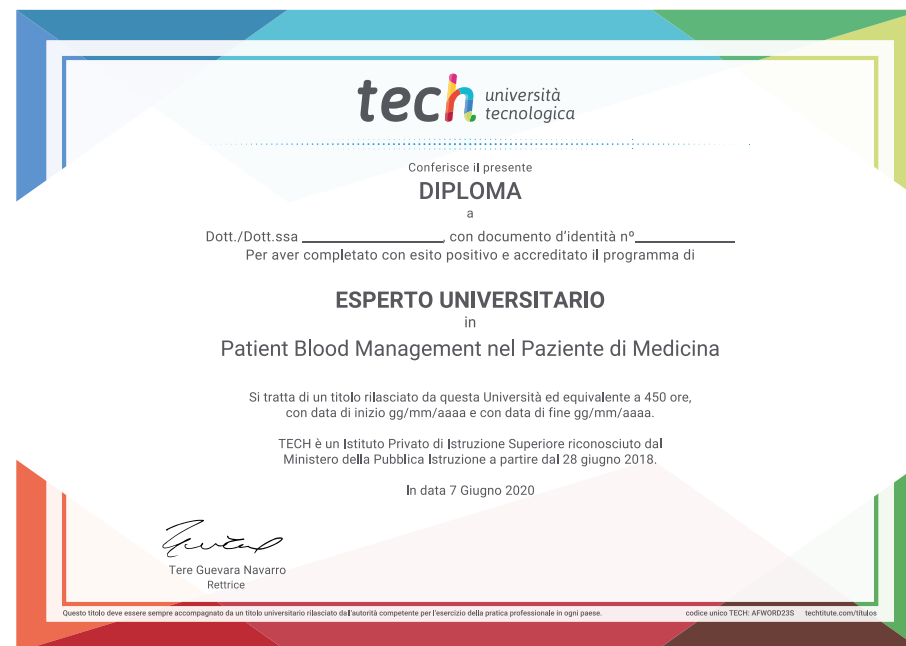 tech università
tecnologica
Conferisce il presente
DIPLOMA
a
Dott./Dott.ssa ____________________, con documento d'identità nº______________
Per aver completato con esito positivo e accreditato il programma di
ESPERTO UNIVERSITARIO
in
Patient Blood Management nel Paziente di Medicina
Si tratta di un titolo rilasciato da questa Università ed equivalente a 450 ore,
con data di inizio gg/mm/aaaa e con data di fine gg/mm/aaaa.
TECH è un Istituto Privato di Istruzione Superiore riconosciuto dal
Ministero della Pubblica Istruzione a partire dal 28 giugno 2018.
In data 7 Giugno 2020
Tere Guevara Navarro
Rettrice
Questo titolo deve essere sempre accompagnato da un titolo universitario rilasciato dall'autorità competente per l'esercizio della pratica professionale in ogni paese. codice unico TECH: AFWORD23S techtitute.com/títulos